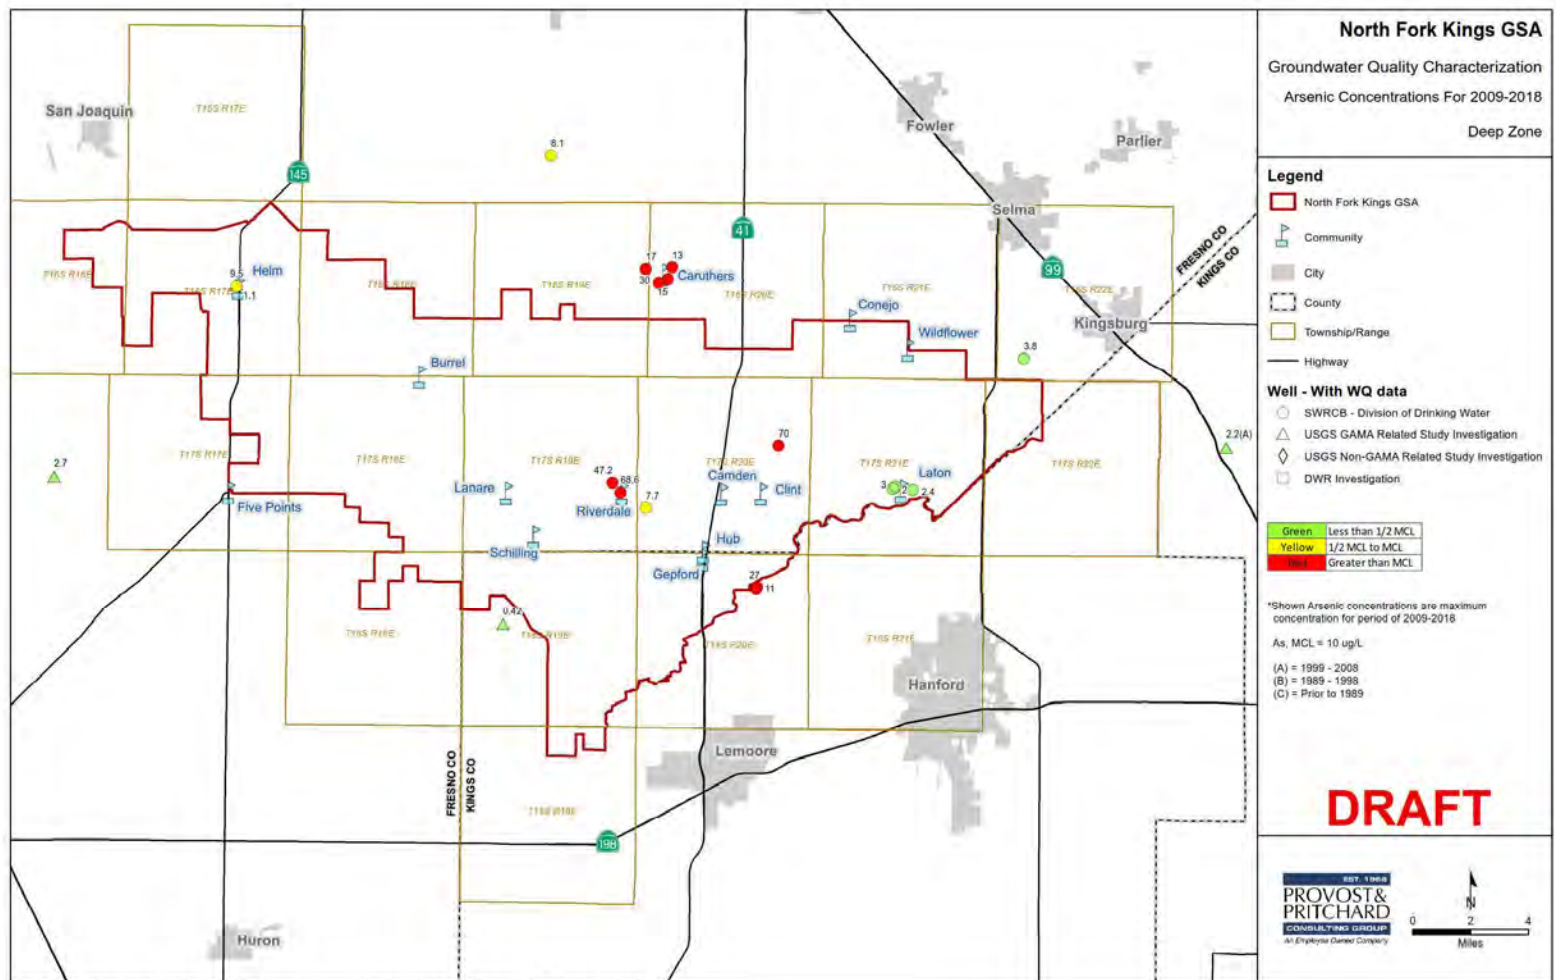 North Fork Kings GSA
Groundwater Quality Characterization
Arsenic Concentrations For 2009-2018
Deep Zone
Legend
North Fork Kings GSA
Community
City
County
Township/Range
Highway
Well - With WQ data
SWRCB - Division of Drinking Water
USGS GAMA Related Study Investigation
USGS Non-GAMA Related Study Investigation
DWR Investigation
Green Less than 1/2 MCL
Yellow 1/2 MCL to MCL
Red Greater than MCL
*Shown Arsenic concentrations are maximum
concentration for period of 2009-2018
As, MCL = 10 ug/L
(A) = 1999 - 2008
(B) = 1989 - 1998
(C) = Prior to 1989
DRAFT
EST. 1968
PROVOST&
PRITCHARD
CONSULTING GROUP
An Employee Owned Company
N
0 2 4
Miles
San Joaquin
145
8.1
Fowler
Parlier
Selma
41
99
FRESNO CO
KINGS CO
Helm
9.5
1.1
17
13
30
15
Caruthers
T16S R19E
T16S R20E
T16S R21E
T16S R22E
Conejo
Wildflower
Kingsburg
3.8
Burrel
2.7
T17S R17E
T17S R18E
T17S R19E
T17S R20E
T17S R21E
T17S R22E
70
2.2(A)
47.2
68.6
7.7
Lanare
Riverdale
Camden
Clint
Laton
3
2
2.4
Five Points
Schilling
Hub
Gepford
27
11
0.42
T18S R18E
T18S R19E
T18S R20E
T18S R21E
Hanford
Lemoore
FRESNO CO
KINGS CO
198
Huron